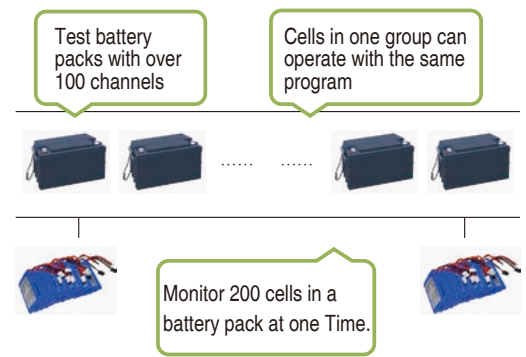 Test battery
packs with over
100 channels
Cells in one group can
operate with the same
program
...... ......
Monitor 200 cells in a
battery pack at one Time.